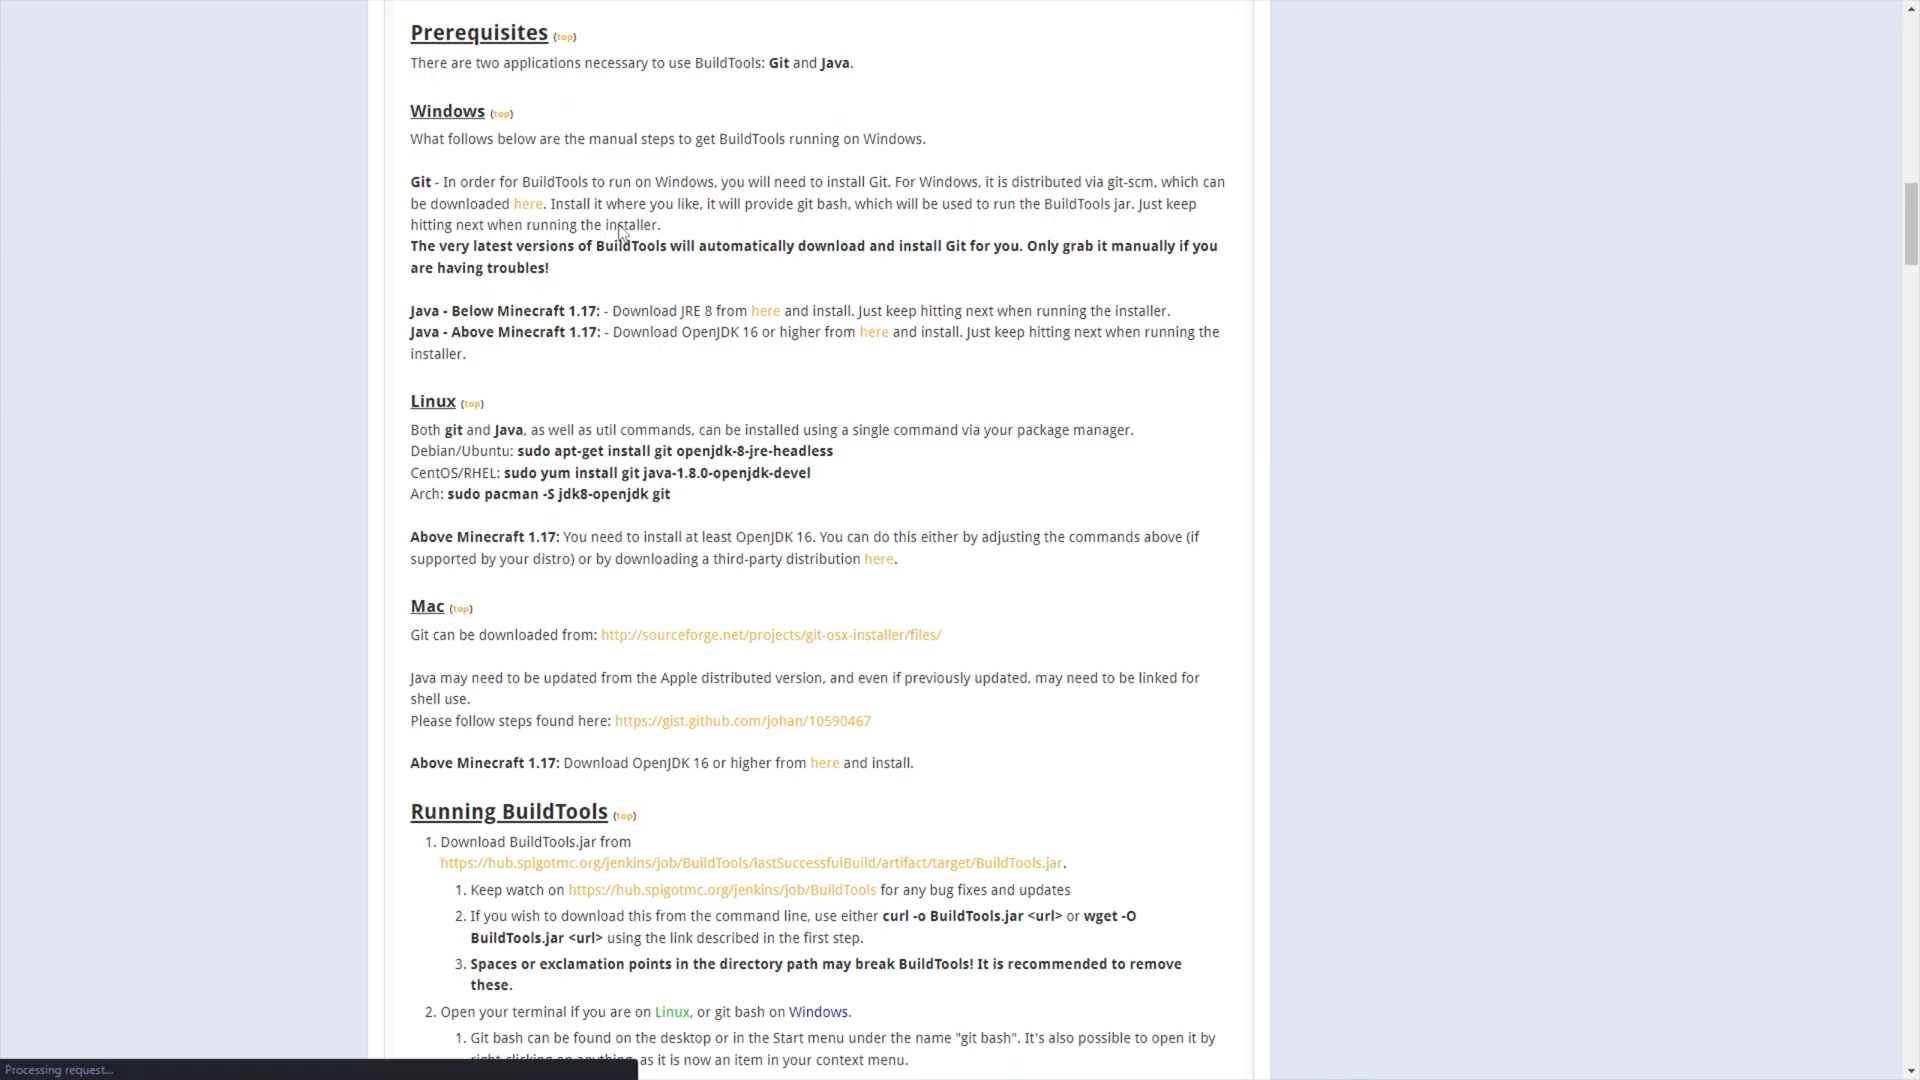 Prerequisites (top)
There are two applications necessary to use BuildTools: Git and Java.
Windows (top)
What follows below are the manual steps to get BuildTools running on Windows.
Git - In order for BuildTools to run on Windows, you will need to install Git. For Windows, it is distributed via git-scm, which can
be downloaded here. Install it where you like, it will provide git bash, which will be used to run the BuildTools jar. Just keep
hitting next when running the installer.
The very latest versions of BuildTools will automatically download and install Git for you. Only grab it manually if you
are having troubles!
Java - Below Minecraft 1.17: - Download JRE 8 from here and install. Just keep hitting next when running the installer.
Java - Above Minecraft 1.17: - Download OpenJDK 16 or higher from here and install. Just keep hitting next when running the
installer.
Linux (top)
Both git and Java, as well as util commands, can be installed using a single command via your package manager.
Debian/Ubuntu: sudo apt-get install git openjdk-8-jre-headless
CentOS/RHEL: sudo yum install git java-1.8.0-openjdk-devel
Arch: sudo pacman -S jdk8-openjdk git
Above Minecraft 1.17: You need to install at least OpenJDK 16. You can do this either by adjusting the commands above (if
supported by your distro) or by downloading a third-party distribution here.
Mac (top)
Git can be downloaded from: http://sourceforge.net/projects/git-osx-installer/files/
Java may need to be updated from the Apple distributed version, and even if previously updated, may need to be linked for
shell use.
Please follow steps found here: https://gist.github.com/johan/10590467
Above Minecraft 1.17: Download OpenJDK 16 or higher from here and install.
Running BuildTools (top)
1. Download BuildTools.jar from
https://hub.spigotmc.org/jenkins/job/BuildTools/lastSuccessfulBuild/artifact/target/BuildTools.jar.
1. Keep watch on https://hub.spigotmc.org/jenkins/job/BuildTools for any bug fixes and updates
2. If you wish to download this from the command line, use either curl -o BuildTools.jar <url> or wget -O
BuildTools.jar <url> using the link described in the first step.
3. Spaces or exclamation points in the directory path may break BuildTools! It is recommended to remove
these.
2. Open your terminal if you are on Linux, or git bash on Windows.
1. Git bash can be found on the desktop or in the Start menu under the name "git bash". It's also possible to open it by
right-clicking on anything, as it is now an item in your context menu.
Processing request...